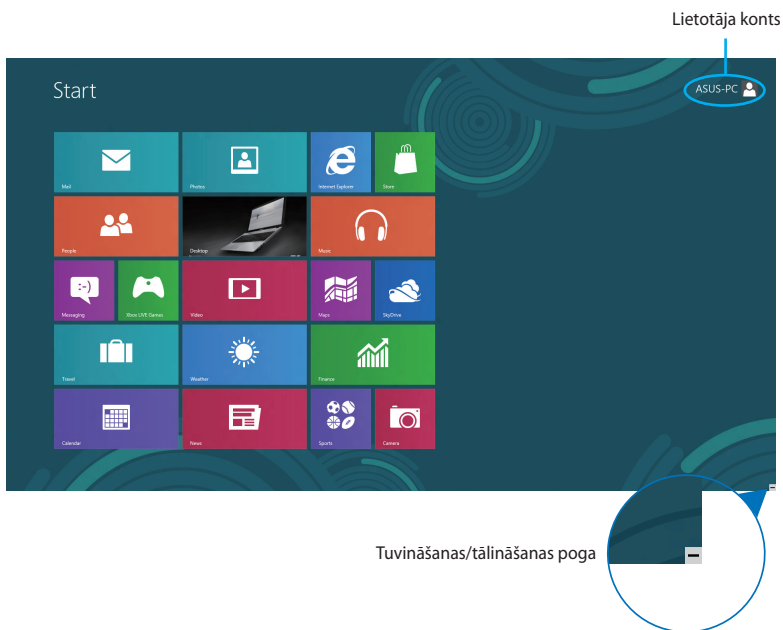 Lietotāja konts
Start
ASUS-PC
Mail
Photos
Internet Explorer
Store
People
Desktop
Music
Messaging
Xbox LIVE Games
Video
Maps
SkyDrive
Travel
Weather
Finance
Calendar
News
Sports
Camera
Tuvināšanas/tālināšanas poga